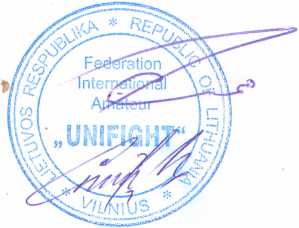 LIETUVOS RESPUBLIKA * REPUBLIC OF LITHUANIA
* VILNIUS *
Federation
International
Amateur
„UNIFIGHT“